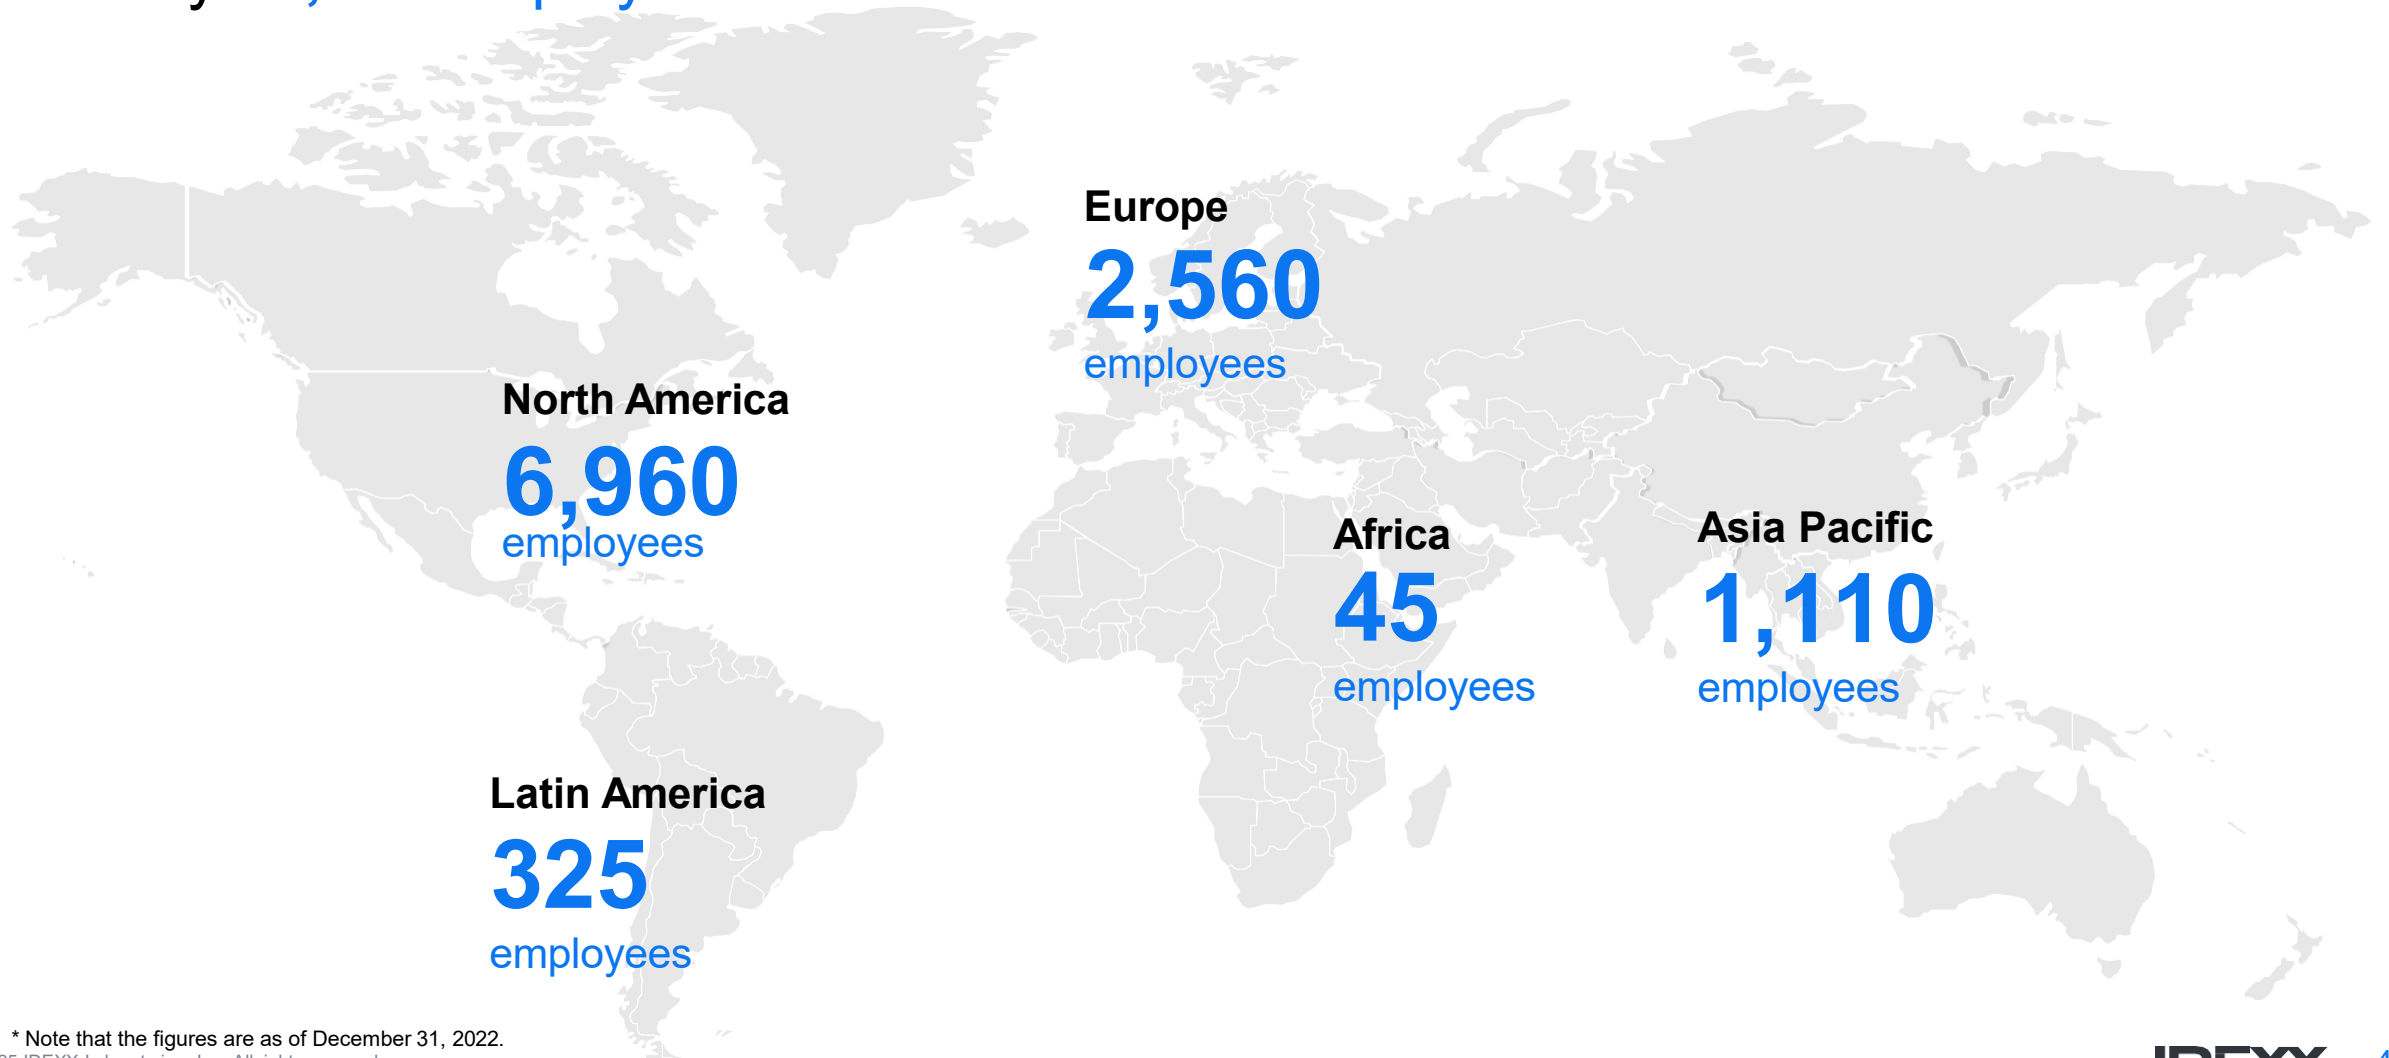 Europe
2,560
employees
North America
6,960
employees
Africa
45
employees
Asia Pacific
1,110
employees
Latin America
325
employees
* Note that the figures are as of December 31, 2022.